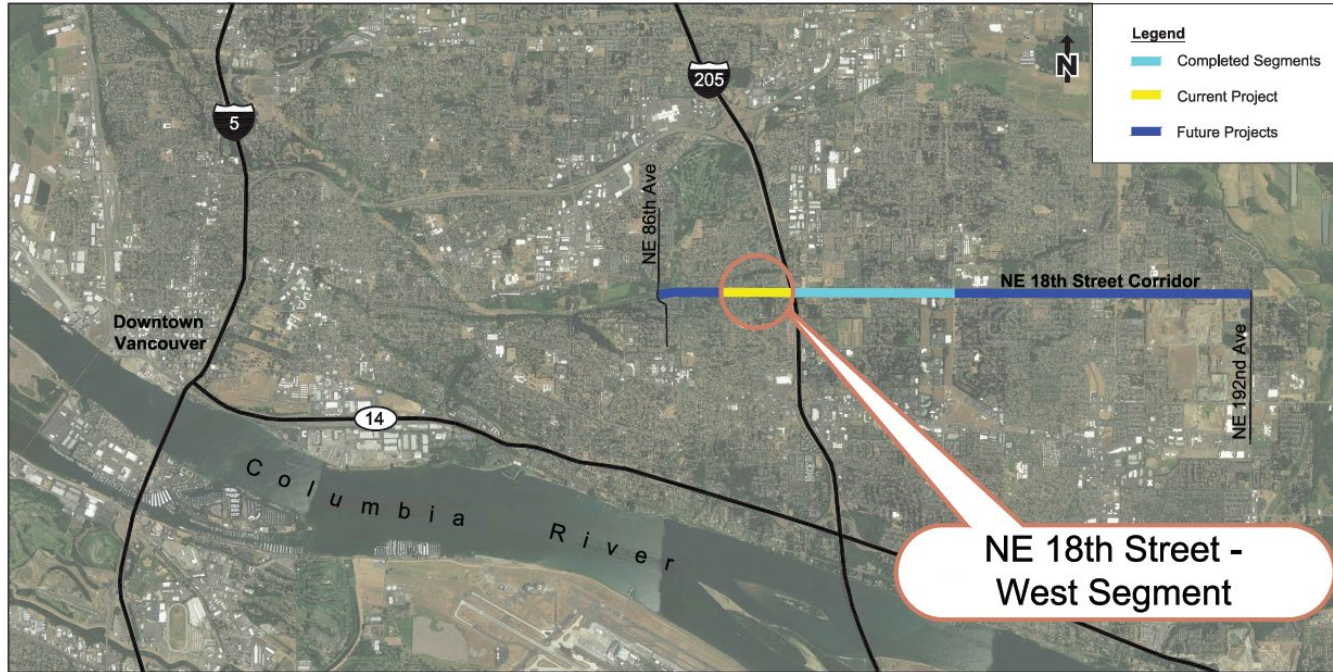 Legend
N
Completed Segments
Current Project
Future Projects
205
5
NE 86th Ave
NE 18th Street Corridor
Downtown
Vancouver
NE 192nd Ave
14
Columbia River
NE 18th Street -
West Segment